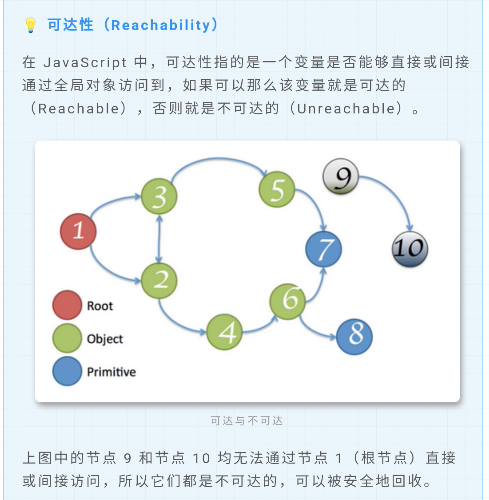 💡 可达性（Reachability）
在 JavaScript 中，可达性指的是一个变量是否能够直接或间接
通过全局对象访问到，如果可以那么该变量就是可达的
（Reachable），否则就是不可达的（Unreachable）。
9
3
5
1
7
10
2
6
4
8
Root
Object
Primitive
可达与不可达
上图中的节点 9 和节点 10 均无法通过节点 1（根节点）直接
或间接访问，所以它们都是不可达的，可以被安全地回收。